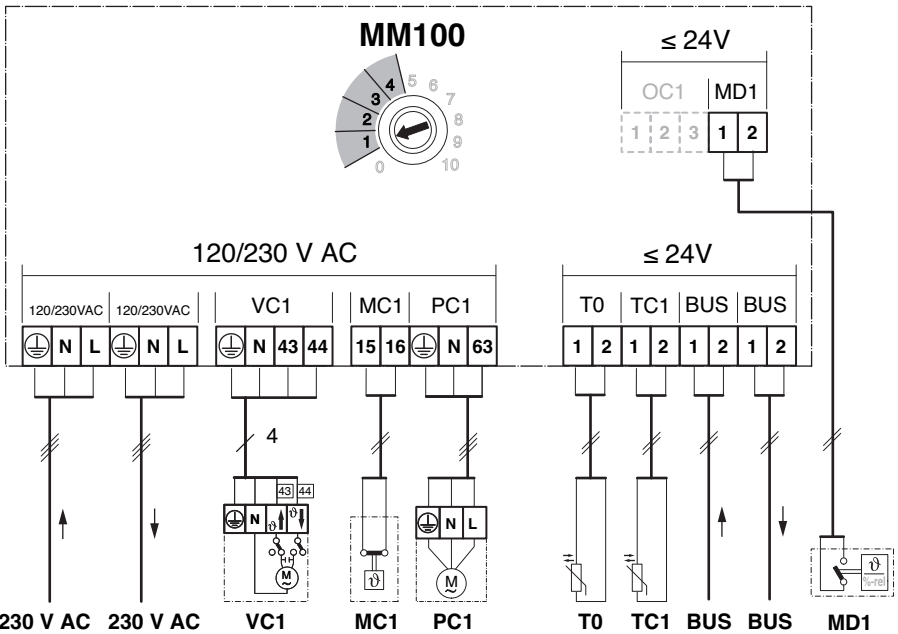 MM100
≤ 24V
OC1 MD1
1 2 3 1 2
0 1 2 3 4 5 6 7 8 9 10
120/230 V AC
≤ 24V
120/230VAC 120/230VAC VC1 MC1 PC1 T0 TC1 BUS BUS
N L N L N 43 44 15 16 N 63 1 2 1 2 1 2 1 2
4
43 44
N ϑ ϑ N L
M ~ ϑ M ~ ϑ
%-rel
230 V AC 230 V AC VC1 MC1 PC1 T0 TC1 BUS BUS MD1